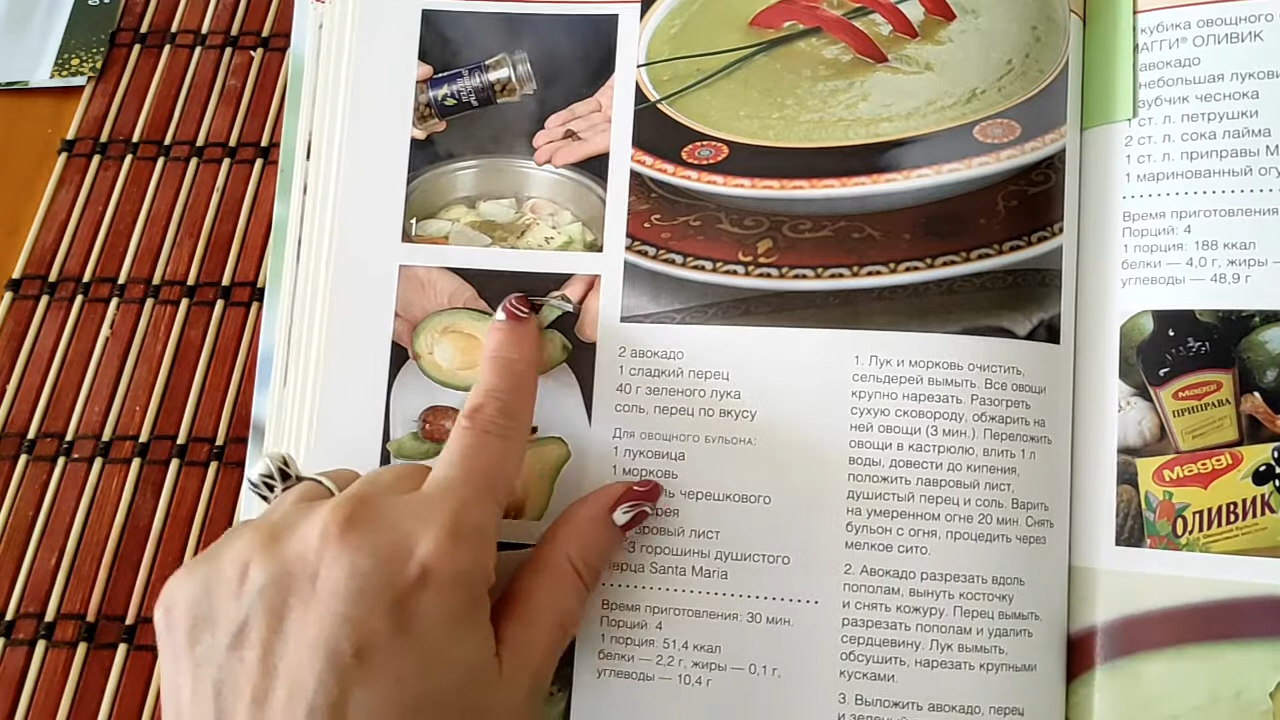 1
2 авокадо
1 сладкий перец
40 г зеленого лука
соль, перец по вкусу
Для овощного бульона:
1 луковица
1 морковь
черешкового
лист
3 горошины душистого
Santa Maria
Время приготовления: 30 мин.
Порций: 4
1 порция: 51,4 ккал
белки — 2,2 г, жиры — 0,1 г,
углеводы — 10,4 г
1. Лук и морковь очистить,
сельдерей вымыть. Все овощи
крупно нарезать. Разогреть
сухую сковороду, обжарить на
ней овощи (3 мин.). Переложить
овощи в кастрюлю, влить 1 л
воды, довести до кипения,
положить лавровый лист,
душистый перец и соль. Варить
на умеренном огне 20 мин. Снять
бульон с огня, процедить через
мелкое сито.
2. Авокадо разрезать вдоль
пополам, вынуть косточку
и снять кожуру. Перец вымыть,
разрезать пополам и удалить
сердцевину. Лук вымыть,
обсушить, нарезать крупными
кусками.
3. Выложить авокадо, перец
кубика овощного
МАГГИ® ОЛИВИК
авокадо
небольшая
зубчик чеснока
1 ст. л. петрушки
2 ст. л. сока лайма
1 ст. л. приправы
1 маринованный
Время приготовления
Порций: 4
1 порция: 188 ккал
белки — 4,0 г, жиры —
углеводы — 48,9 г
Maggi
ПРИПРАВА
Maggi
ОЛИВИК